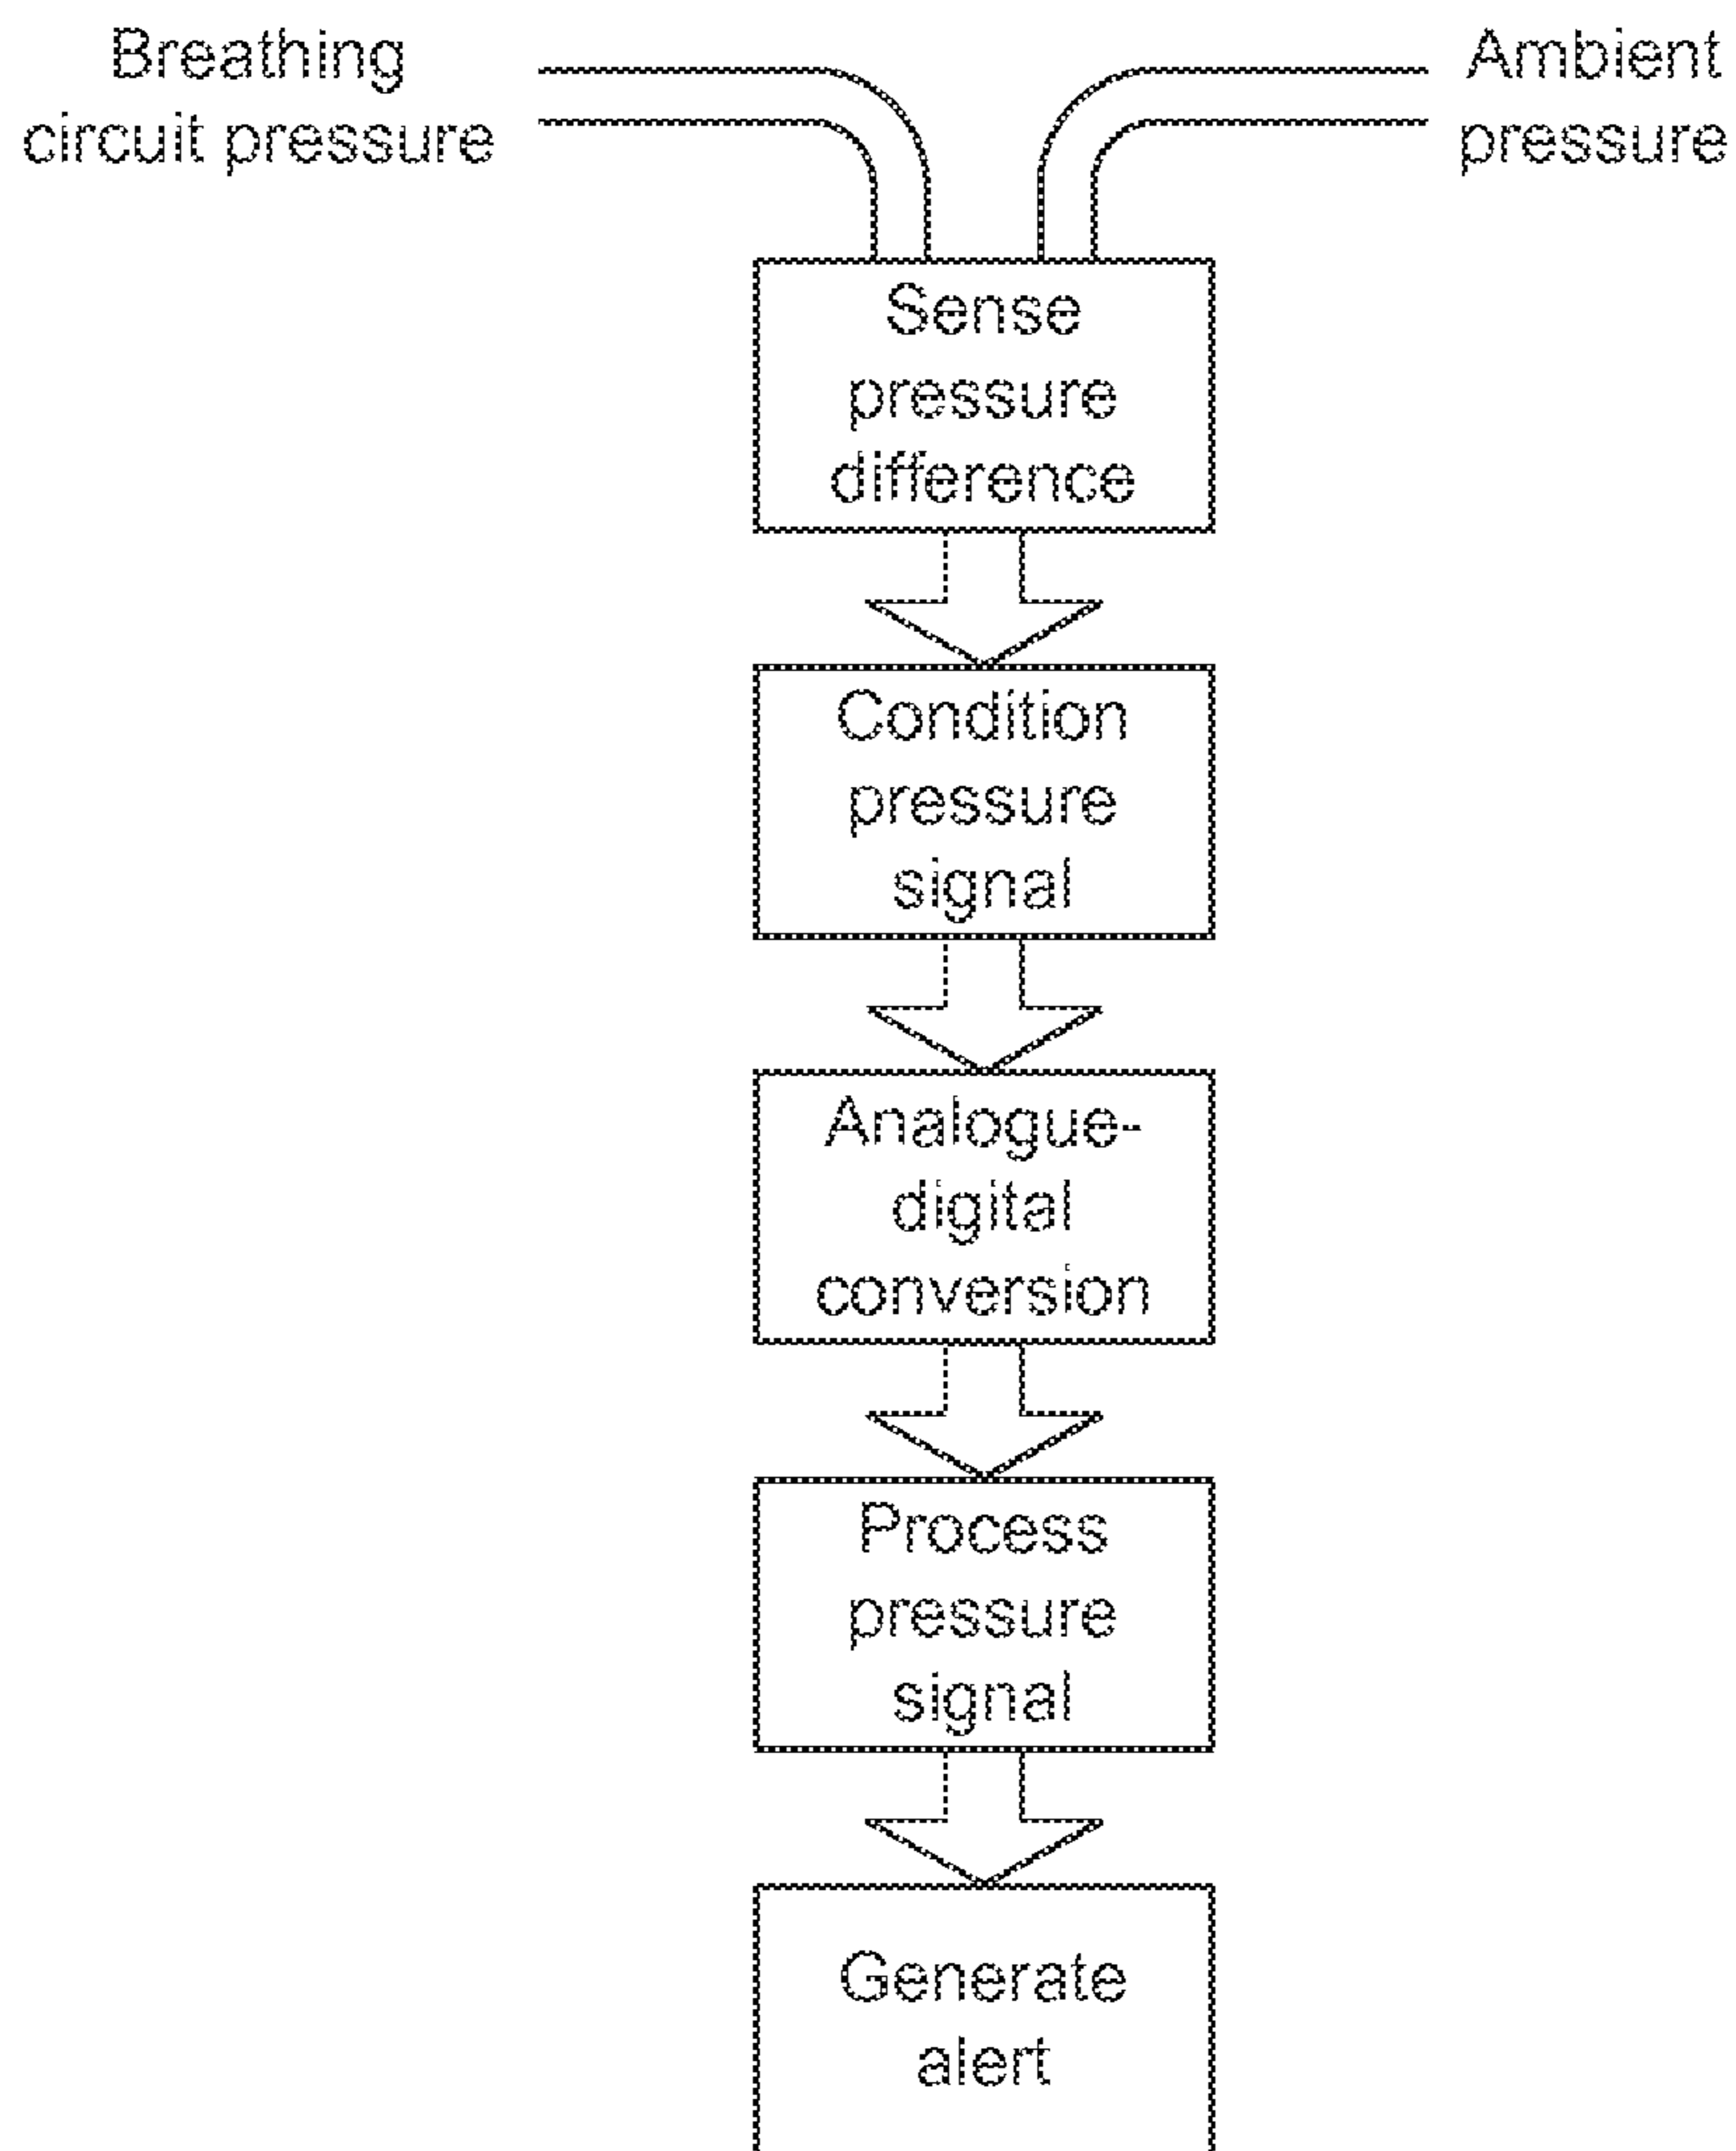 Breathing
circuit pressure
Ambient
pressure
Sense
pressure
difference
Condition
pressure
signal
Analogue-
digital
conversion
Process
pressure
signal
Generate
alert